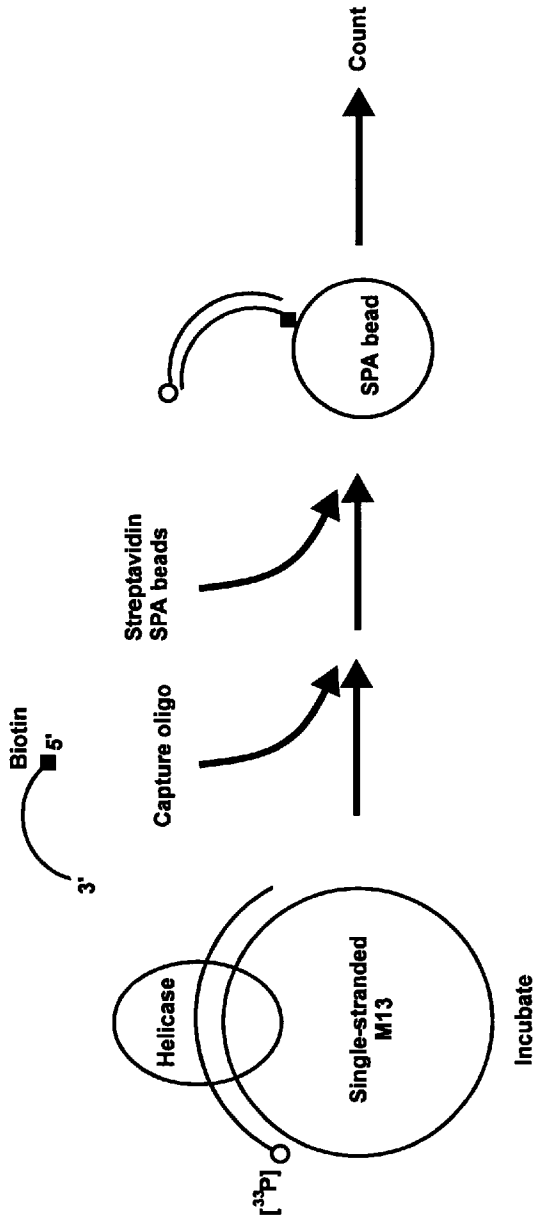 Biotin
5'
3'
Capture oligo
Streptavidin
SPA beads
[³³P]
Helicase
Single-stranded
M13
Incubate
SPA bead
Count